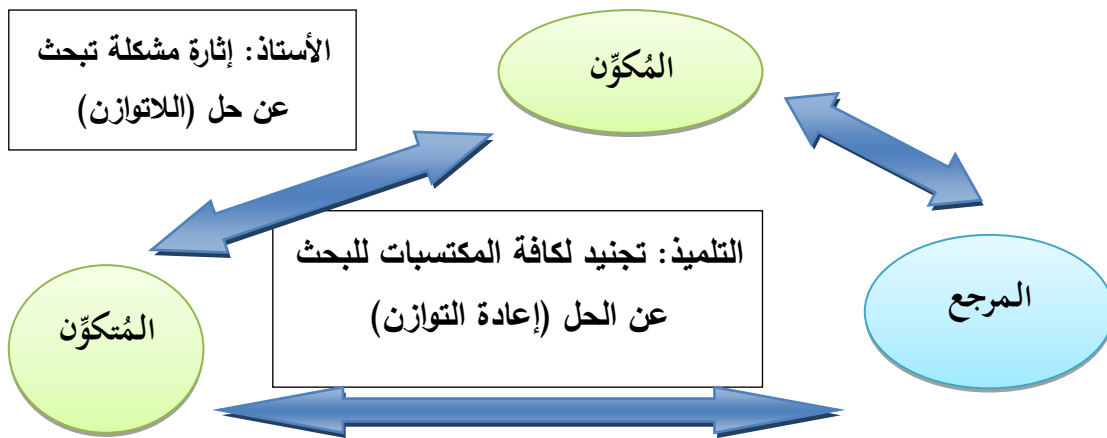 الأستاذ: إثارة مشكلة تبحث
عن حل (اللاتوازن)
المُكوِّن
التلميذ: تجنيد لكافة المكتسبات للبحث
عن الحل (إعادة التوازن)
المرجع
المُتكوِّن